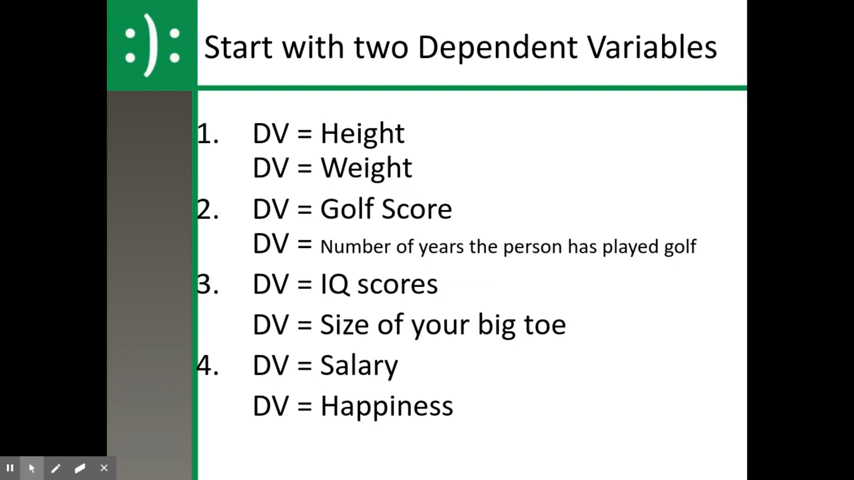 :):
Start with two Dependent Variables
1. DV = Height
DV = Weight
2. DV = Golf Score
DV = Number of years the person has played golf
3. DV = IQ scores
DV = Size of your big toe
4. DV = Salary
DV = Happiness